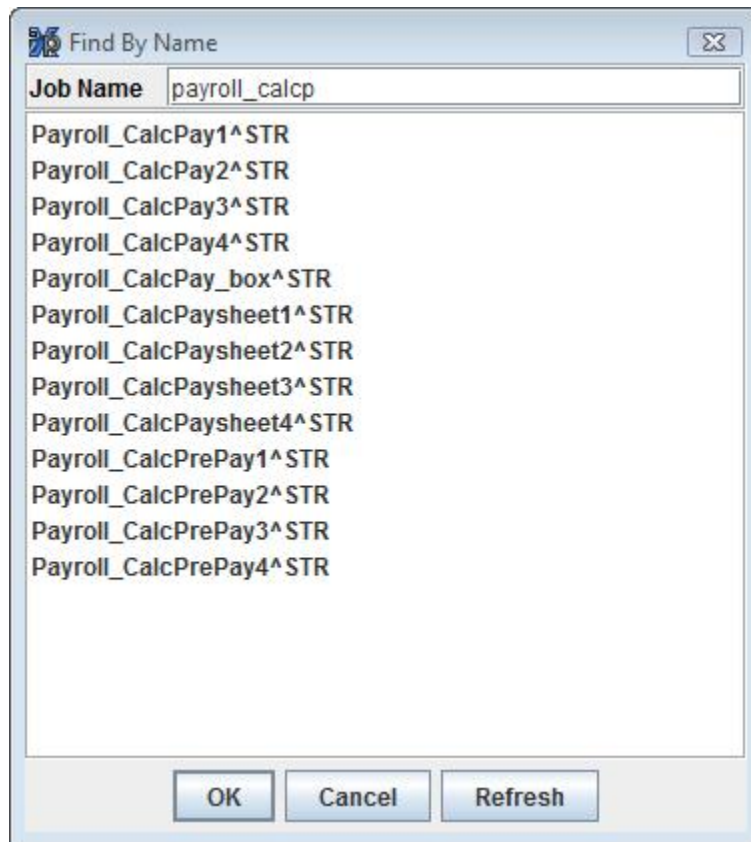 Find By Name
Job Name payroll_calcp
Payroll_CalcPay1^STR
Payroll_CalcPay2^STR
Payroll_CalcPay3^STR
Payroll_CalcPay4^STR
Payroll_CalcPay_box^STR
Payroll_CalcPaysheet1^STR
Payroll_CalcPaysheet2^STR
Payroll_CalcPaysheet3^STR
Payroll_CalcPaysheet4^STR
Payroll_CalcPrePay1^STR
Payroll_CalcPrePay2^STR
Payroll_CalcPrePay3^STR
Payroll_CalcPrePay4^STR
OK Cancel Refresh